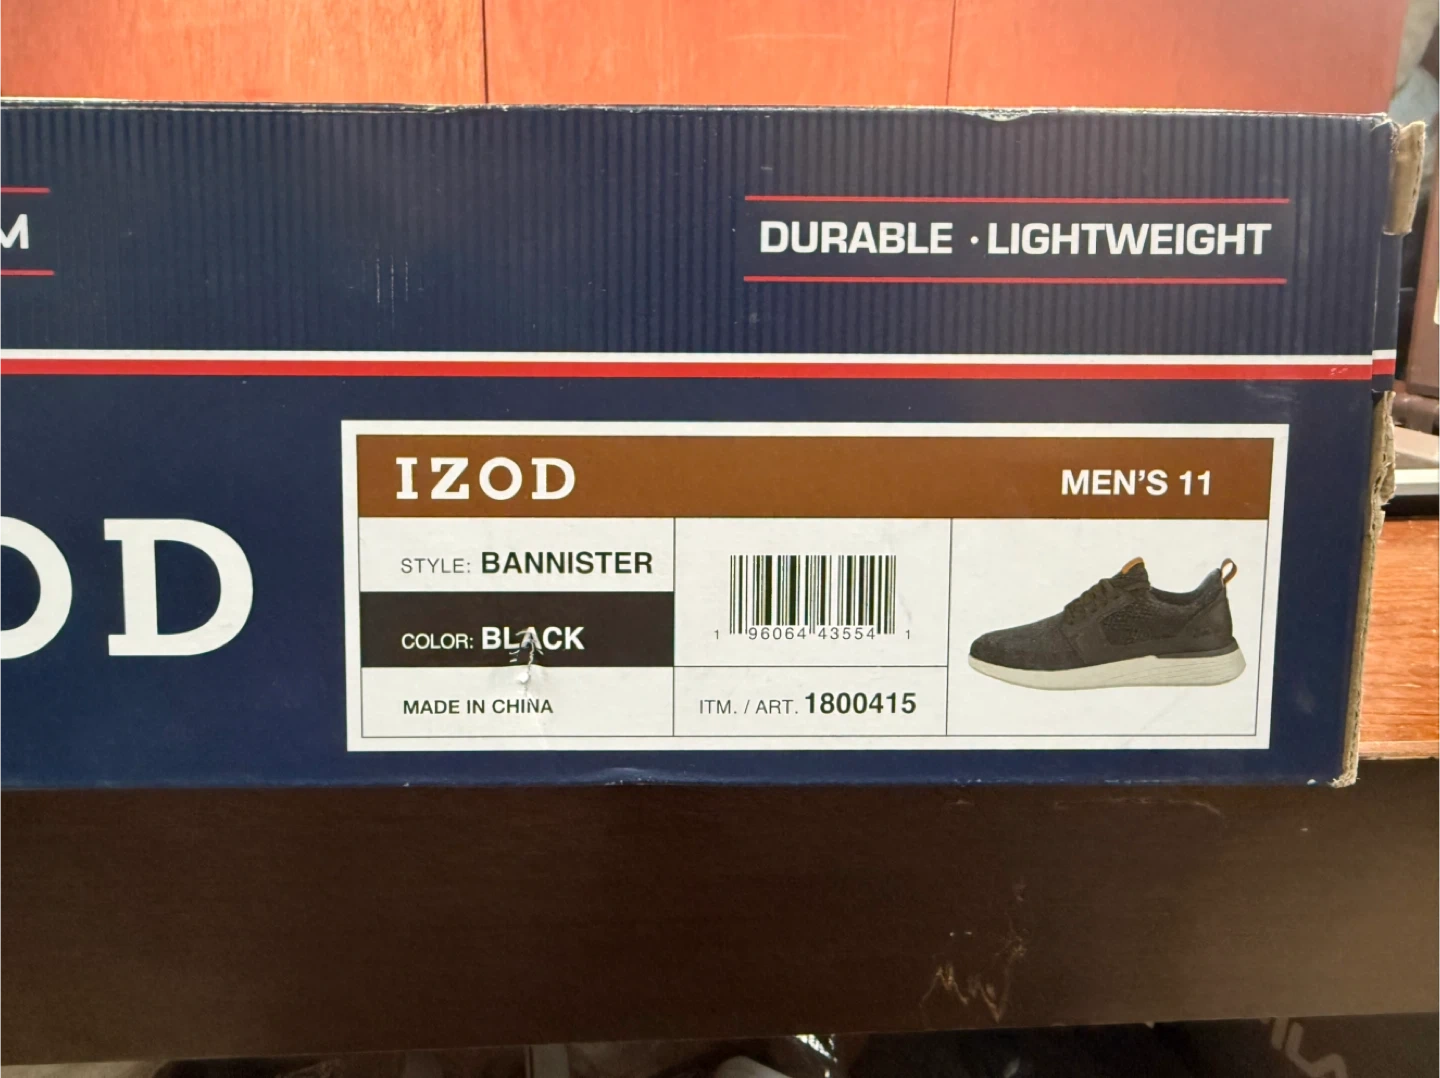 M
DURABLE · LIGHTWEIGHT
OD
IZOD
MEN'S 11
STYLE: BANNISTER
COLOR: BLACK
MADE IN CHINA
1 96064 43554 1
ITM. / ART. 1800415